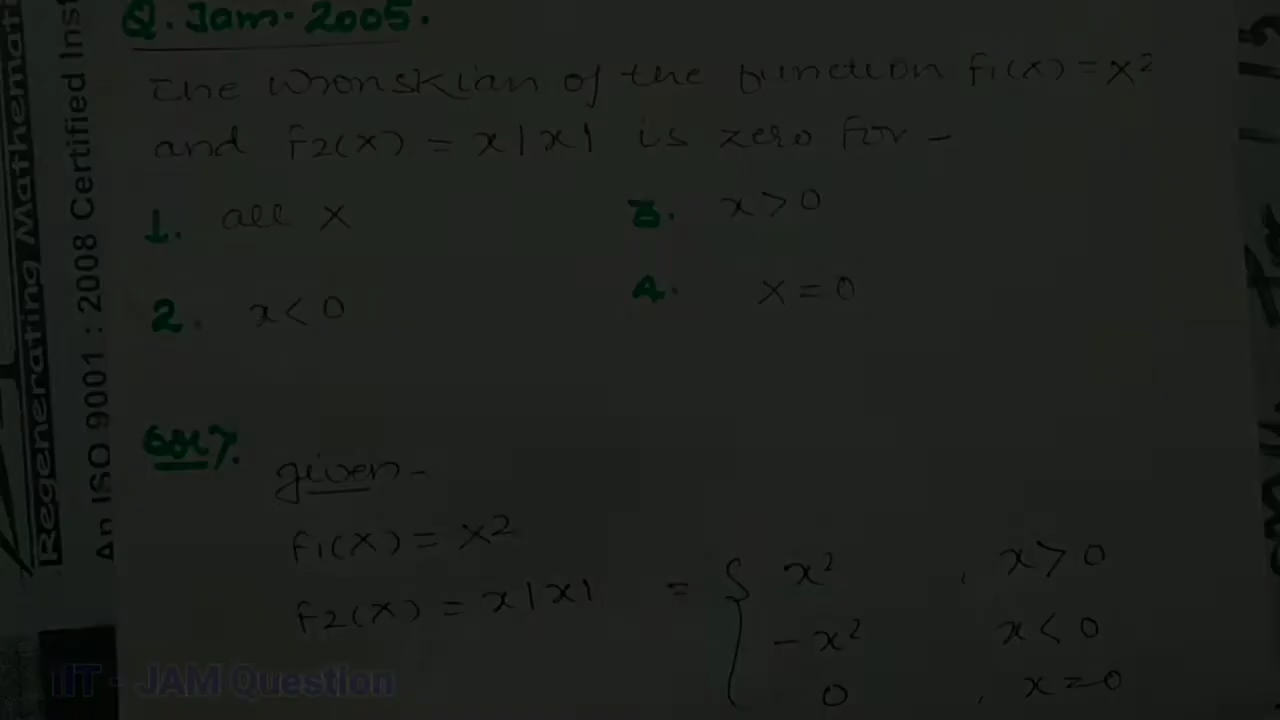 Q. Jam-2005.
The Wronskian of the function f1(x) = x²
and f2(x) = x|x| is zero for -
1. all x
3. x > 0
2. x < 0
4. x = 0
Solⁿ.
given -
f1(x) = x²
f2(x) = x|x| = { x² , x > 0
- x² x < 0
0 , x = 0
IIT - JAM Question
Regenerating Mathemat
An ISO 9001 : 2008 Certified Inst